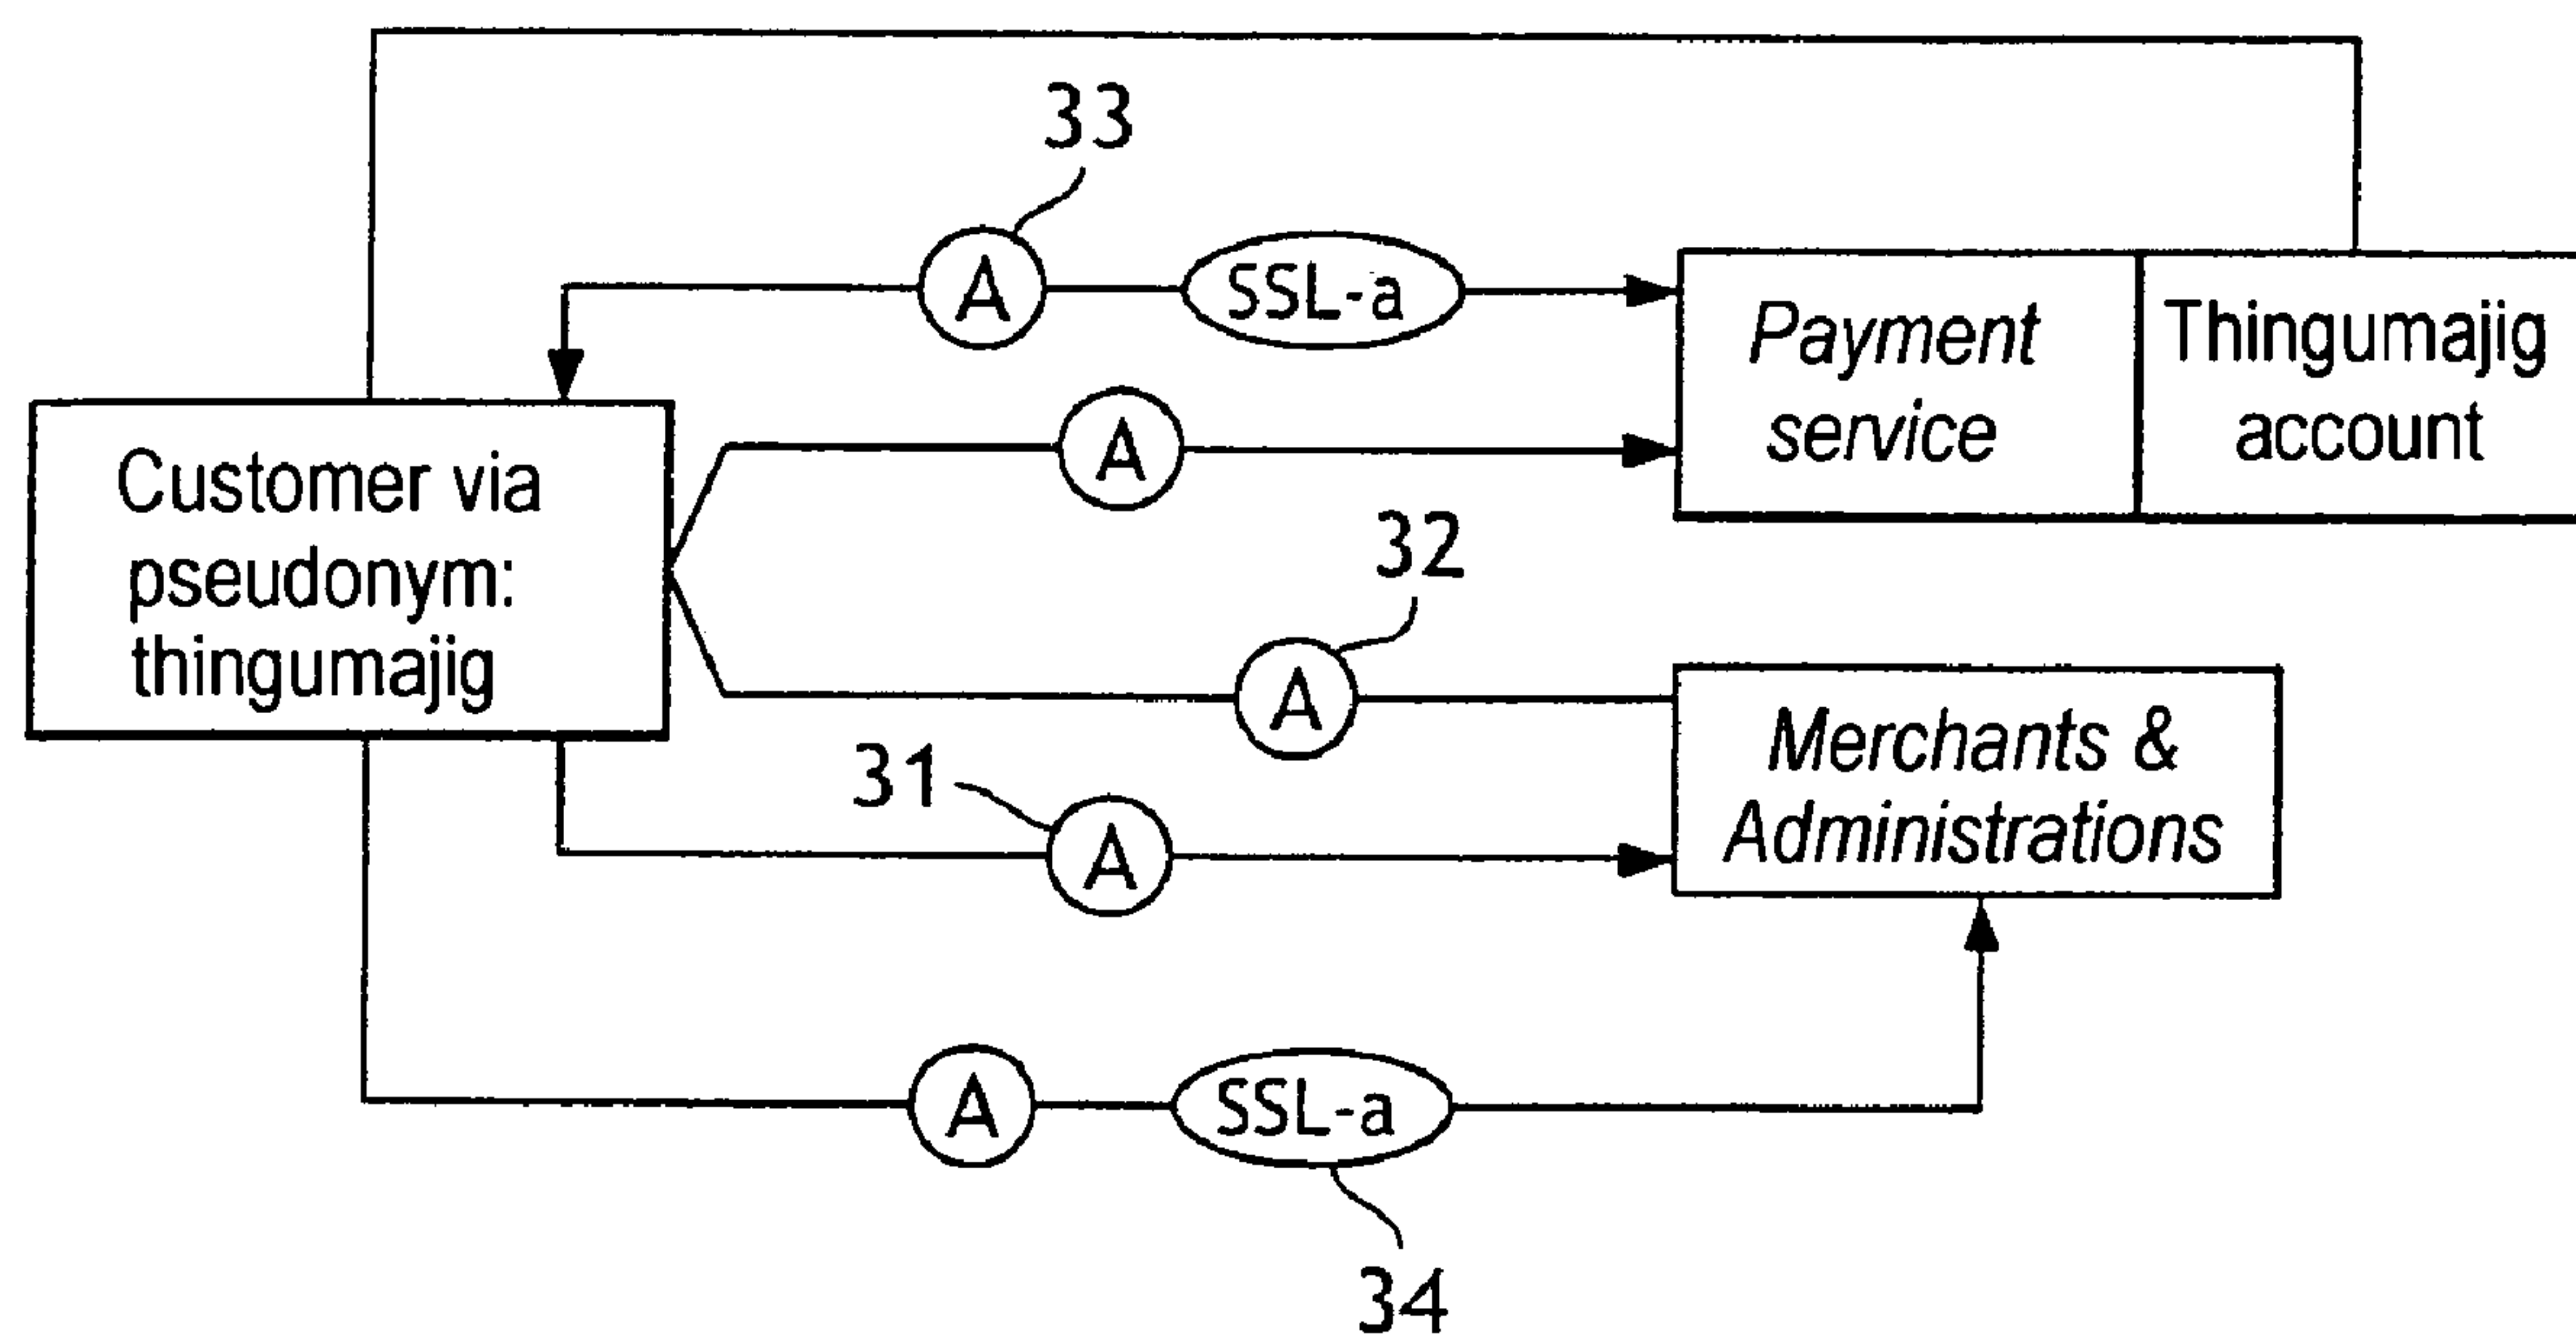 33
A
SSL-a
Payment
service
Thingumajig
account
A
Customer via
pseudonym:
thingumajig
32
A
Merchants &
Administrations
31
A
A
SSL-a
34